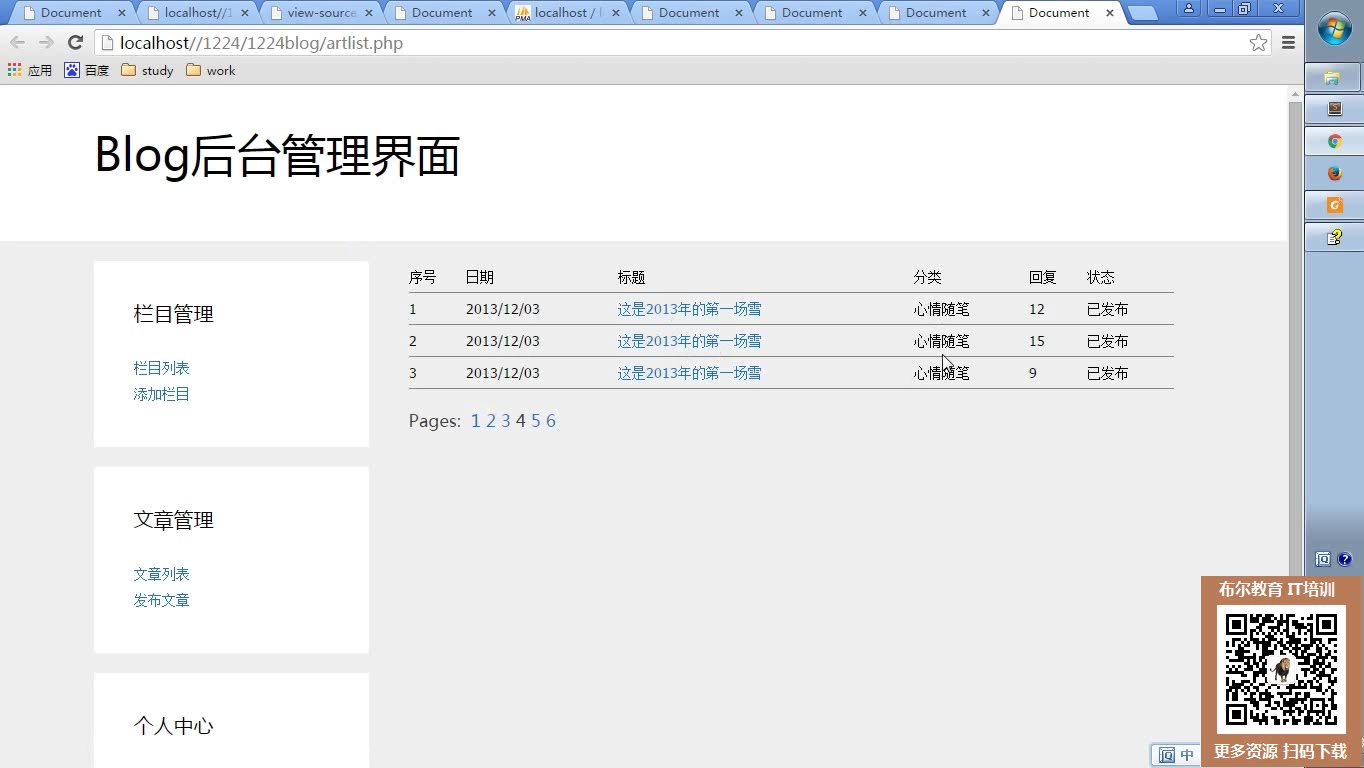 Document localhost//1 view-source Document localhost / l Document Document Document Document
localhost//1224/1224blog/artlist.php
应用 百度 study work
Blog后台管理界面
栏目管理
栏目列表
添加栏目
文章管理
文章列表
发布文章
个人中心
序号 日期 标题 分类 回复 状态
1 2013/12/03 这是2013年的第一场雪 心情随笔 12 已发布
2 2013/12/03 这是2013年的第一场雪 心情随笔 15 已发布
3 2013/12/03 这是2013年的第一场雪 心情随笔 9 已发布
Pages: 1 2 3 4 5 6
布尔教育 IT培训
更多资源 扫码下载
中